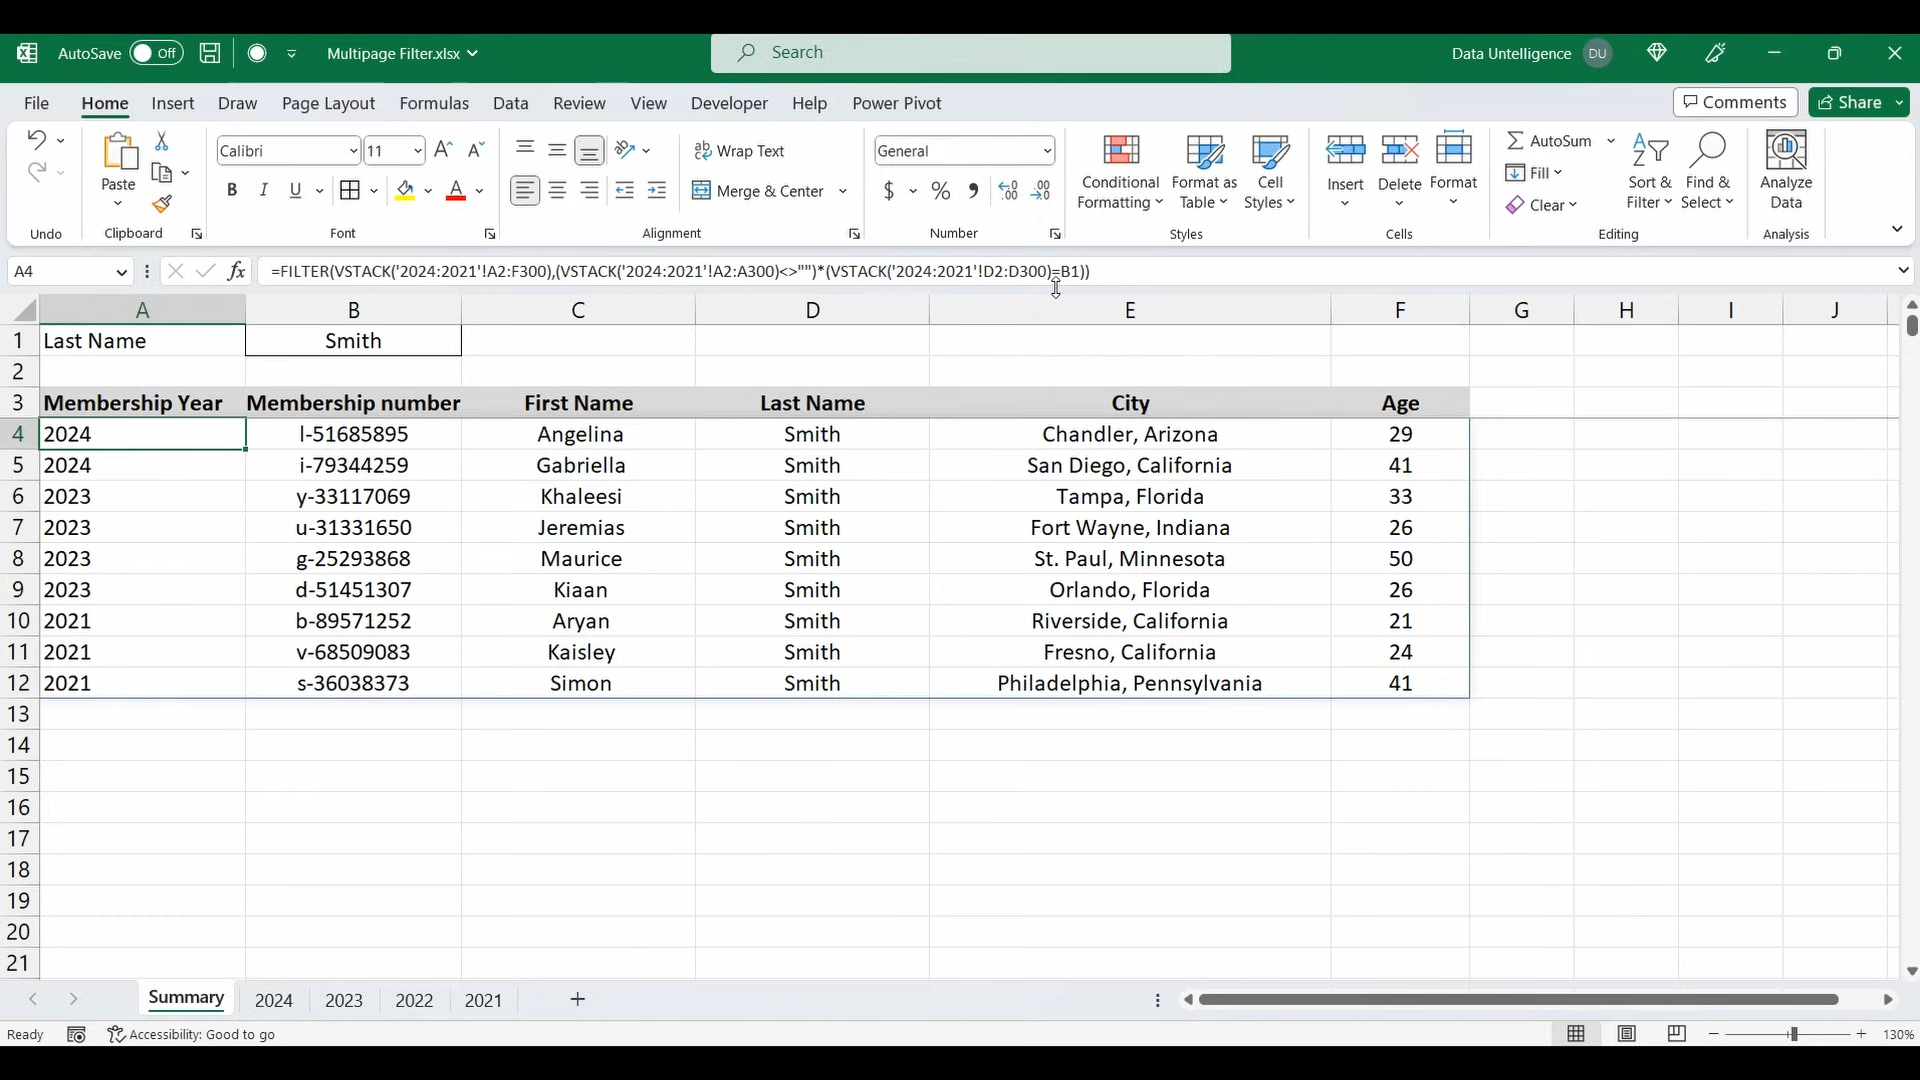 AutoSave Off Multipage Filter.xlsx Search Data Untelligence DU
File Home Insert Draw Page Layout Formulas Data Review View Developer Help Power Pivot Comments Share
Calibri 11 Wrap Text General AutoSum
Paste B I U A Merge & Center $ % Conditional Formatting Format as Table Cell Styles Insert Delete Format Fill Sort & Filter Find & Select Analyze Data
Clear
Undo Clipboard Font Alignment Number Styles Cells Editing Analysis
A4 fx =FILTER(VSTACK('2024:2021'!A2:F300),(VSTACK('2024:2021'!A2:A300)<>"")*(VSTACK('2024:2021'!D2:D300)=B1))
A B C D E F G H I J
1 Last Name Smith
2
3 Membership Year Membership number First Name Last Name City Age
4 2024 l-51685895 Angelina Smith Chandler, Arizona 29
5 2024 i-79344259 Gabriella Smith San Diego, California 41
6 2023 y-33117069 Khaleesi Smith Tampa, Florida 33
7 2023 u-31331650 Jeremias Smith Fort Wayne, Indiana 26
8 2023 g-25293868 Maurice Smith St. Paul, Minnesota 50
9 2023 d-51451307 Kiaan Smith Orlando, Florida 26
10 2021 b-89571252 Aryan Smith Riverside, California 21
11 2021 v-68509083 Kaisley Smith Fresno, California 24
12 2021 s-36038373 Simon Smith Philadelphia, Pennsylvania 41
13
14
15
16
17
18
19
20
21
Summary 2024 2023 2022 2021
Ready Accessibility: Good to go 130%